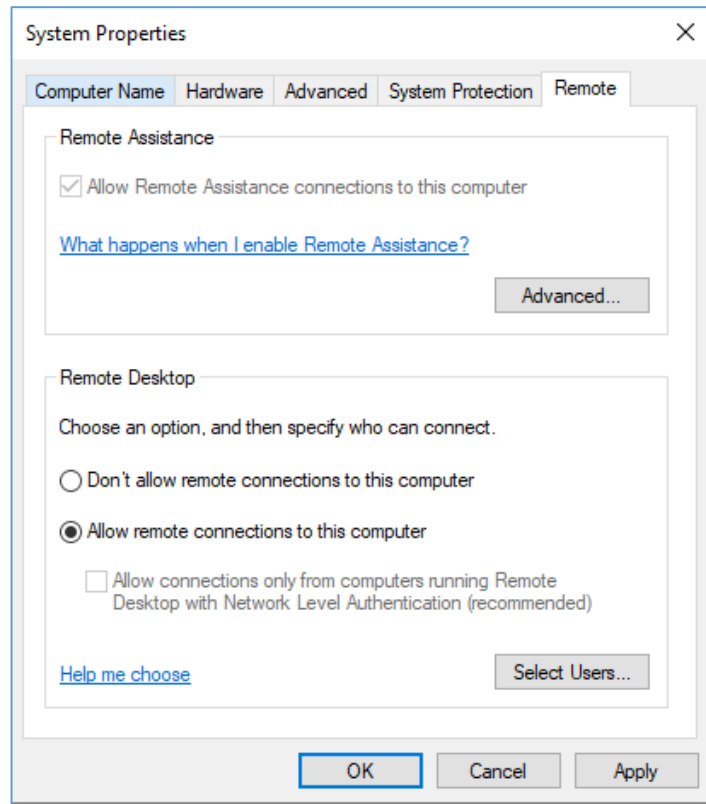 System Properties
Computer Name
Hardware
Advanced
System Protection
Remote
Remote Assistance
Allow Remote Assistance connections to this computer
What happens when I enable Remote Assistance?
Advanced...
Remote Desktop
Choose an option, and then specify who can connect.
Don't allow remote connections to this computer
Allow remote connections to this computer
Allow connections only from computers running Remote
Desktop with Network Level Authentication (recommended)
Help me choose
Select Users...
OK
Cancel
Apply